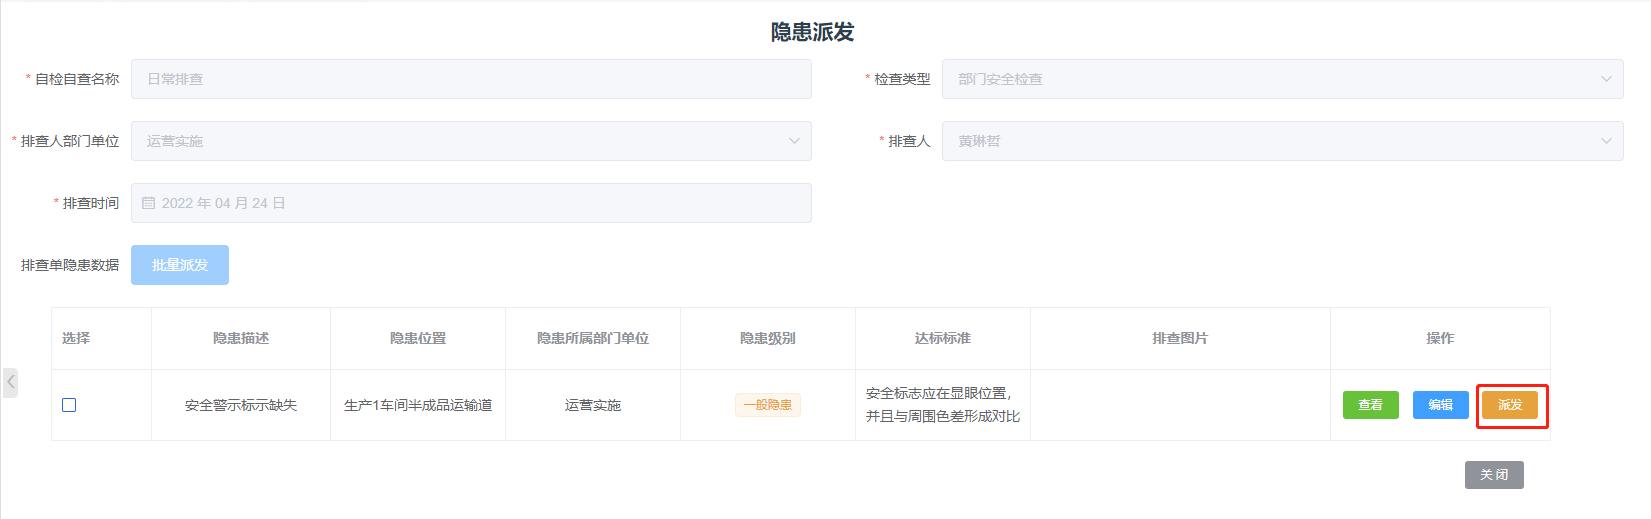 隐患派发
* 自检自查名称 日常排查 * 检查类型 部门安全检查
* 排查人部门单位 运营实施 * 排查人 黄琳哲
* 排查时间 2022 年 04 月 24 日
排查单隐患数据 批量派发
选择 隐患描述 隐患位置 隐患所属部门单位 隐患级别 达标标准 排查图片 操作
安全警示标示缺失 生产1车间半成品运输道 运营实施 一般隐患 安全标志应在显眼位置， 查看 编辑 派发
并且与周围色差形成对比
关 闭